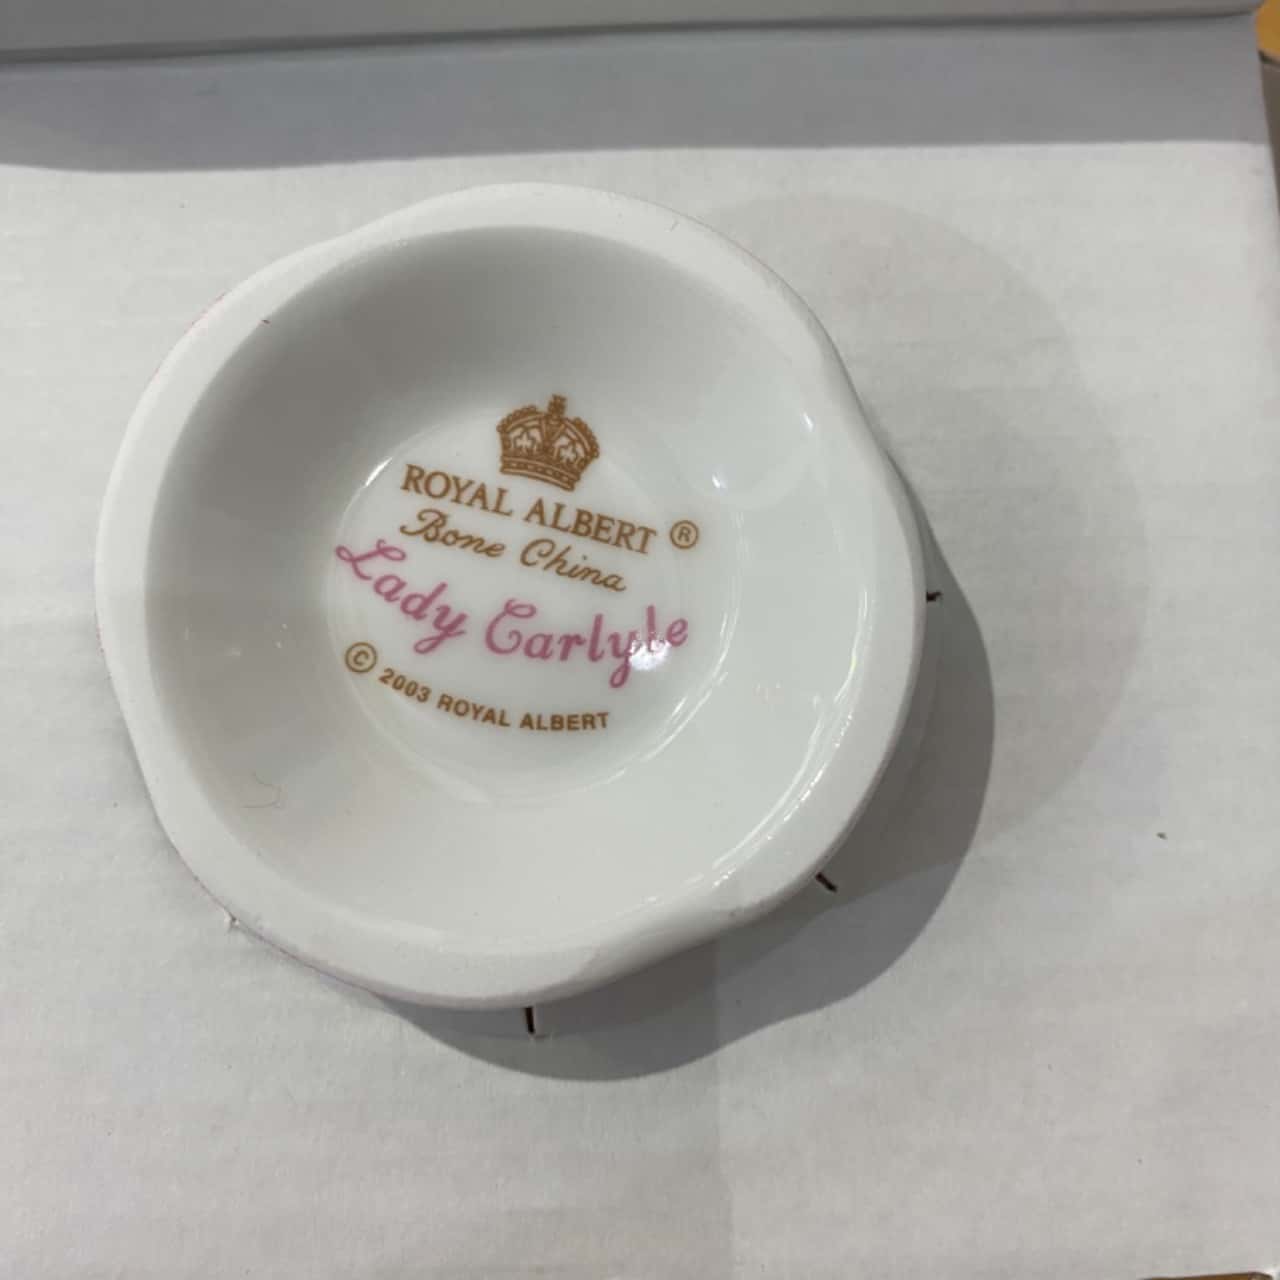 ROYAL ALBERT ®
Bone China
Lady Carlyle
© 2003 ROYAL ALBERT